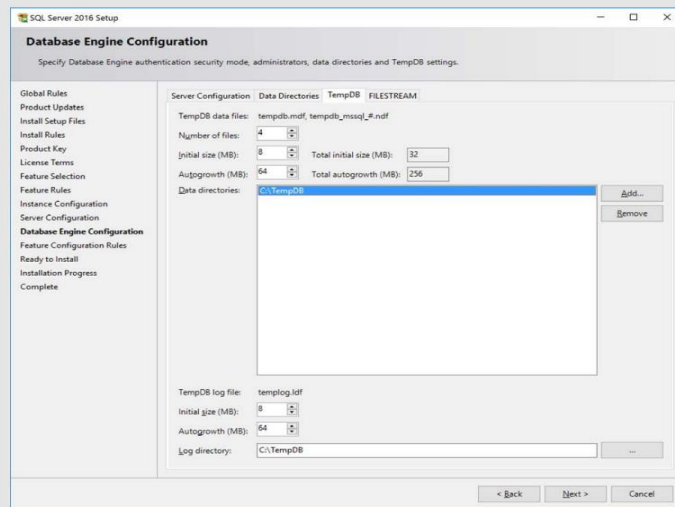 SQL Server 2016 Setup
Database Engine Configuration
Specify Database Engine authentication security mode, administrators, data directories and TempDB settings.
Global Rules
Product Updates
Install Setup Files
Install Rules
Product Key
License Terms
Feature Selection
Feature Rules
Instance Configuration
Server Configuration
Database Engine Configuration
Feature Configuration Rules
Ready to Install
Installation Progress
Complete
Server Configuration Data Directories TempDB FILESTREAM
TempDB data files: tempdb.mdf, tempdb_mssql_#.ndf
Number of files: 4
Initial size (MB): 8 Total initial size (MB): 32
Autogrowth (MB): 64 Total autogrowth (MB): 256
Data directories: C:\TempDB Add...
Remove
TempDB log file: templog.ldf
Initial size (MB): 8
Autogrowth (MB): 64
Log directory: C:\TempDB ...
< Back Next > Cancel